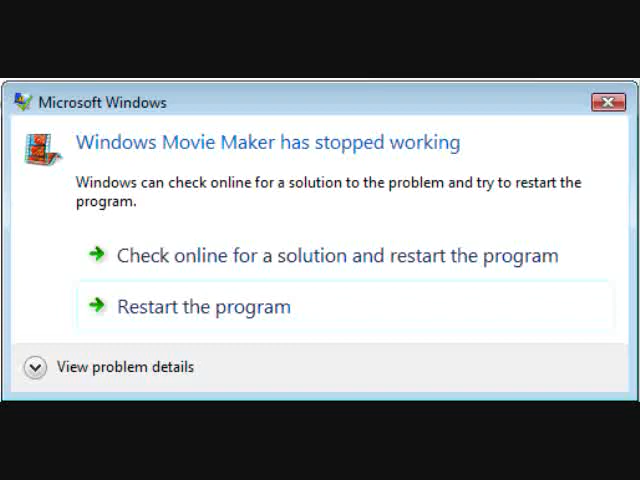 Microsoft Windows
Windows Movie Maker has stopped working
Windows can check online for a solution to the problem and try to restart the
program.
Check online for a solution and restart the program
Restart the program
View problem details